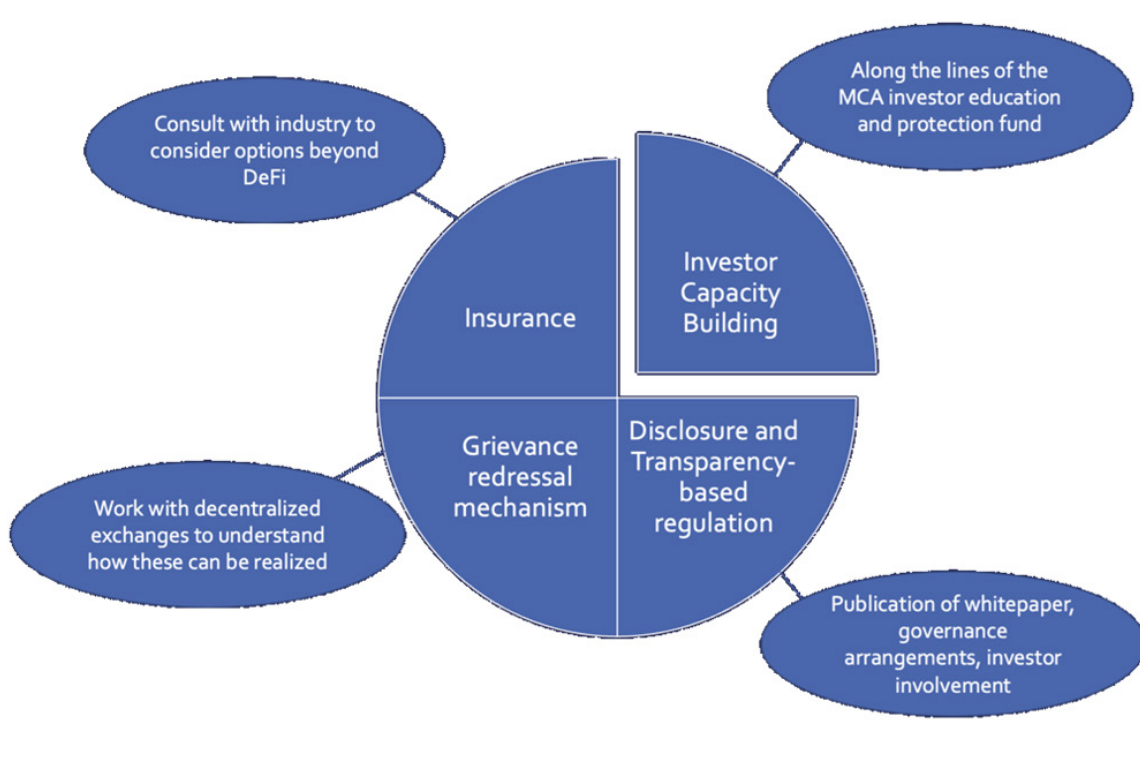 Along the lines of the
MCA investor education
and protection fund
Consult with industry to
consider options beyond
DeFi
Investor
Capacity
Building
Insurance
Grievance
redressal
mechanism
Disclosure and
Transparency-
based
regulation
Work with decentralized
exchanges to understand
how these can be realized
Publication of whitepaper,
governance
arrangements, investor
involvement